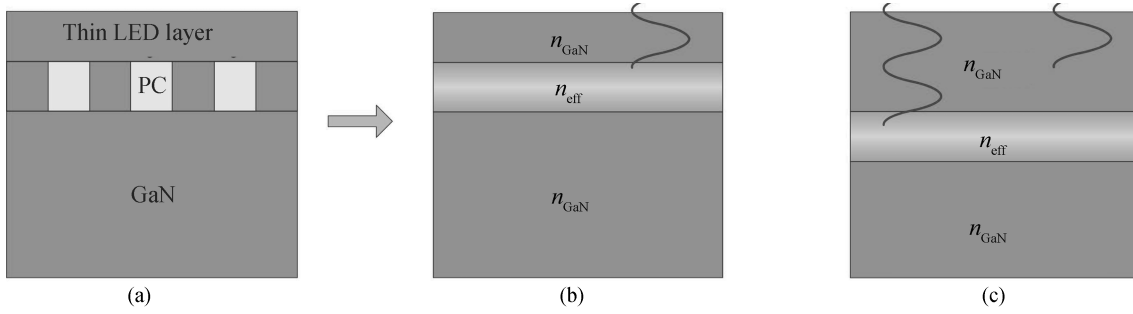 Thin LED layer
PC
GaN
(a)
n_GaN
n_eff
n_GaN
(b)
n_GaN
n_eff
n_GaN
(c)